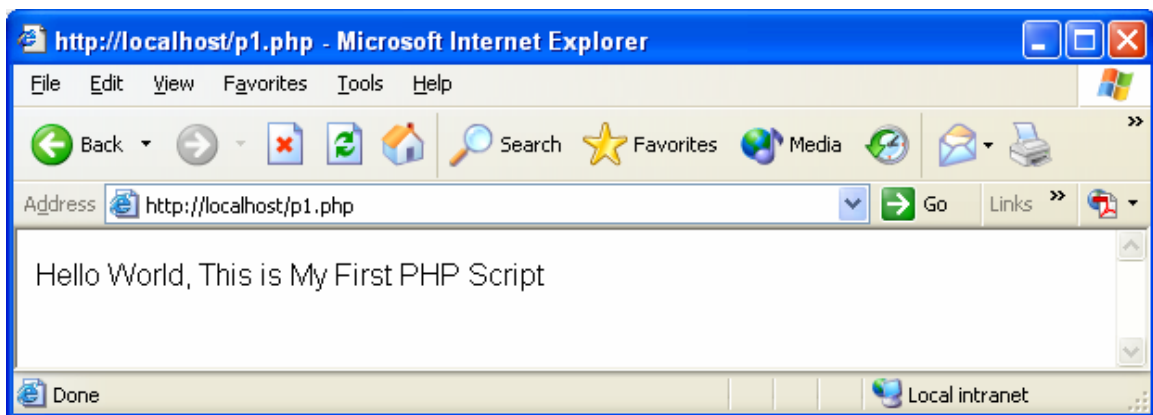 http://localhost/p1.php - Microsoft Internet Explorer
File Edit View Favorites Tools Help
Back Search Favorites Media
Address http://localhost/p1.php Go Links
Hello World, This is My First PHP Script
Done Local intranet